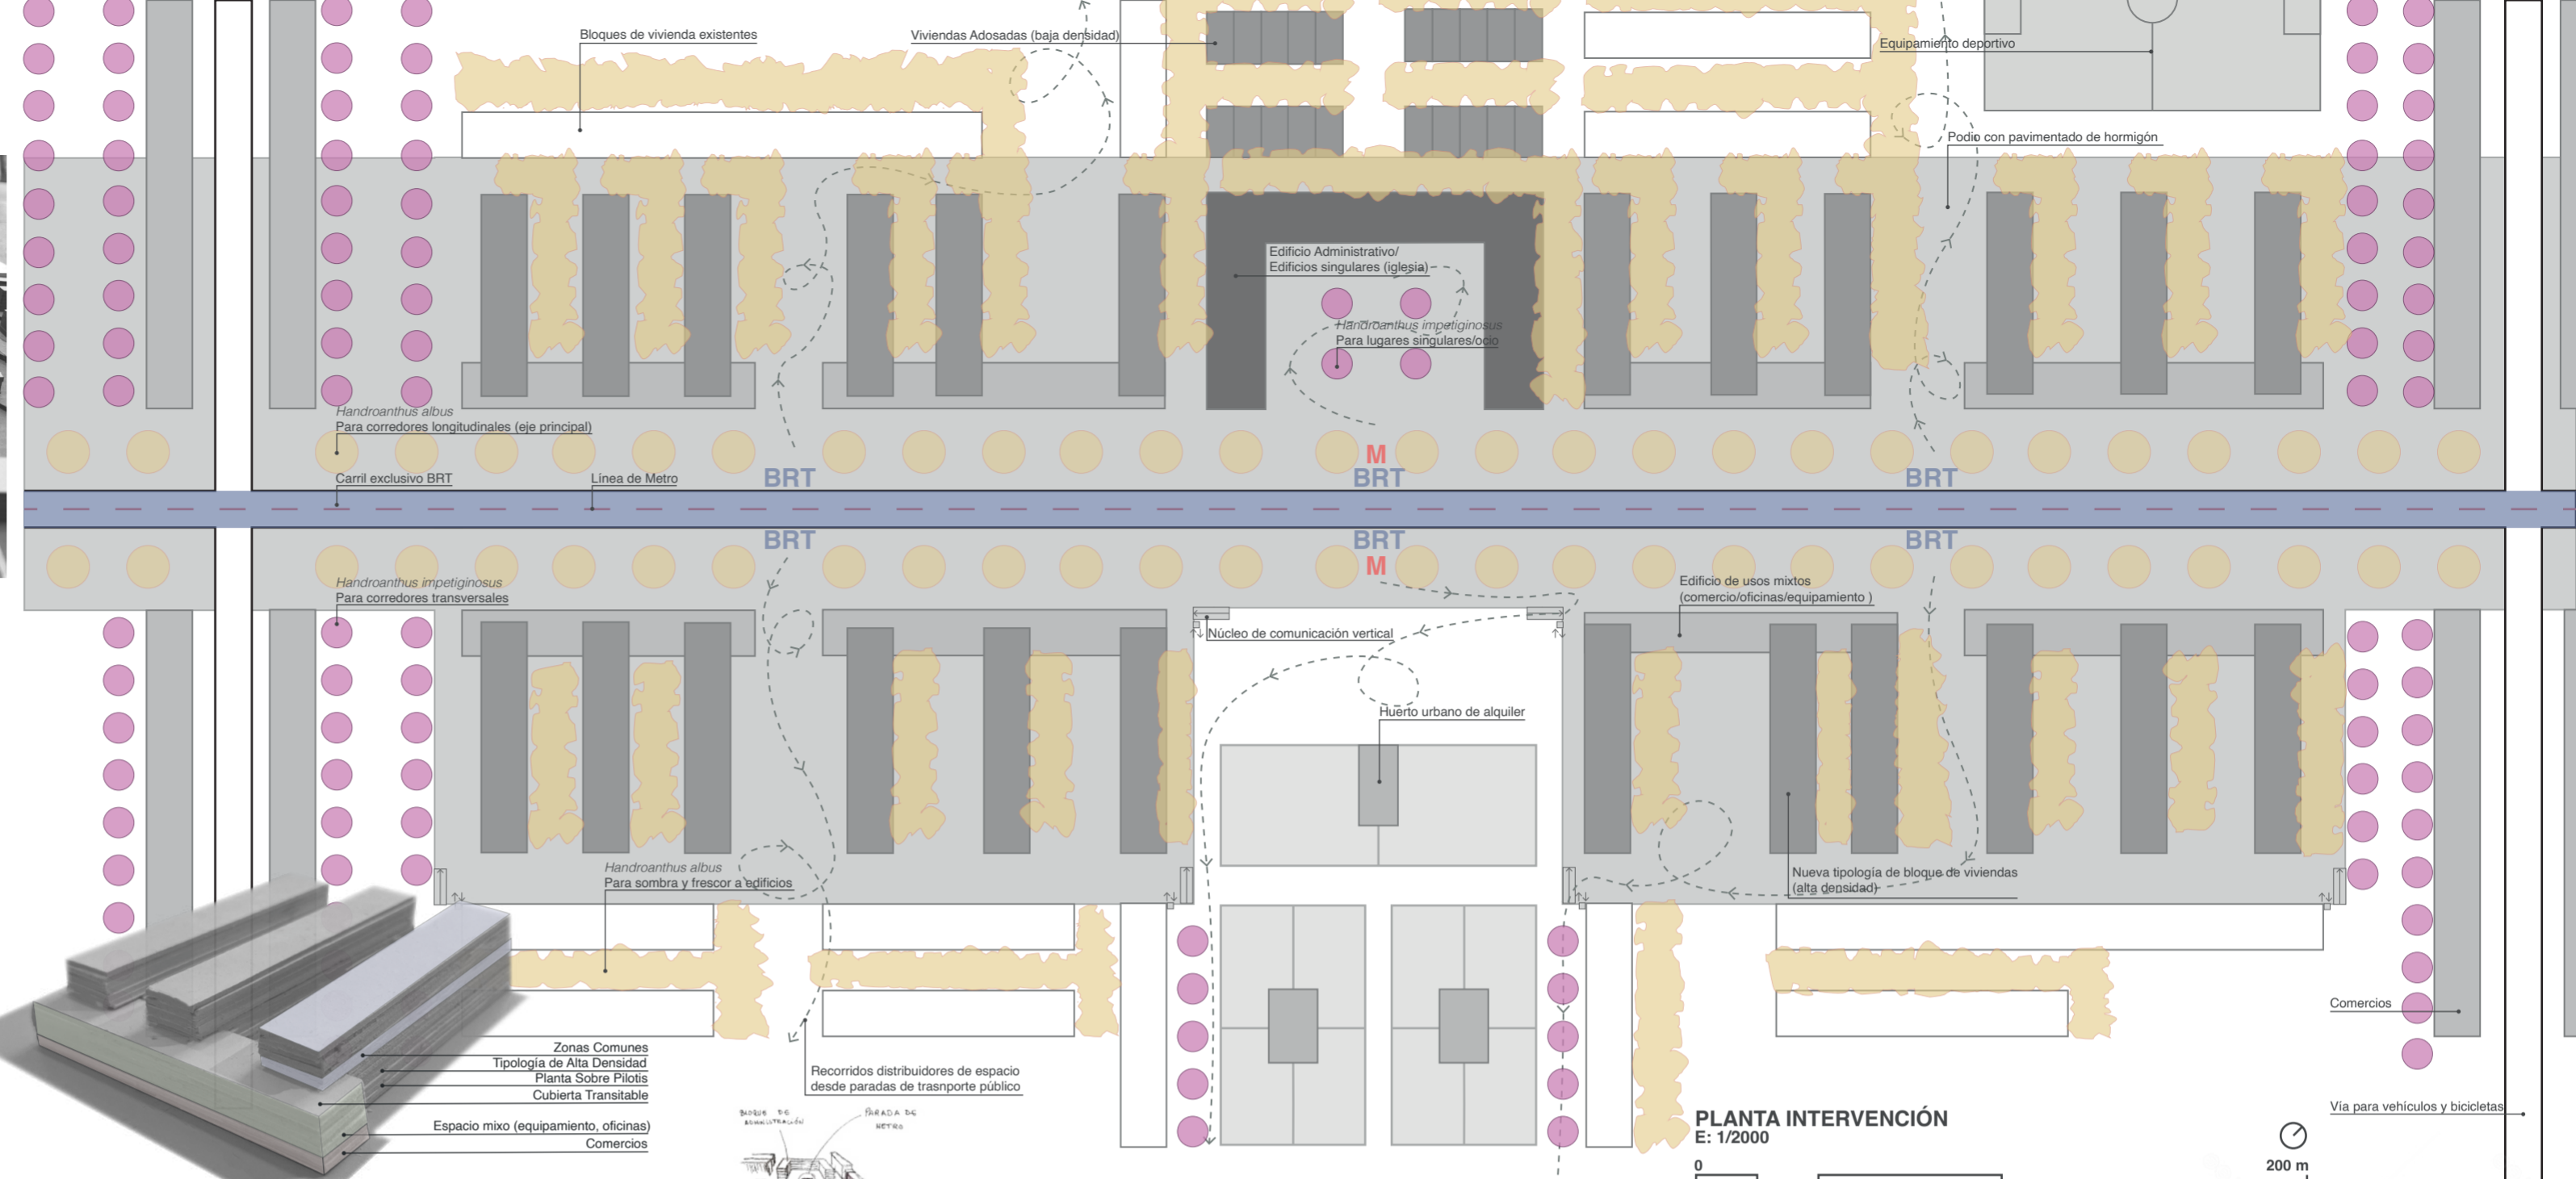 Bloques de vivienda existentes
Viviendas Adosadas (baja densidad)
Equipamiento deportivo
Podio con pavimentado de hormigón
Edificio Administrativo/
Edificios singulares (iglesia)
Handroanthus impetiginosus
Para lugares singulares/ocio
Handroanthus albus
Para corredores longitudinales (eje principal)
Carril exclusivo BRT
Línea de Metro
BRT
M
BRT
BRT
BRT
BRT
M
BRT
Handroanthus impetiginosus
Para corredores transversales
Edificio de usos mixtos
(comercio/oficinas/equipamiento )
Núcleo de comunicación vertical
Huerto urbano de alquiler
Handroanthus albus
Para sombra y frescor a edificios
Nueva tipología de bloque de viviendas
(alta densidad)
Comercios
Zonas Comunes
Tipología de Alta Densidad
Planta Sobre Pilotis
Cubierta Transitable
Espacio mixo (equipamiento, oficinas)
Comercios
Recorridos distribuidores de espacio
desde paradas de trasnporte público
BLOQUE DE
ADMINISTRACIÓN
PARADA DE
METRO
PLANTA INTERVENCIÓN
E: 1/2000
Vía para vehículos y bicicletas
0
200 m